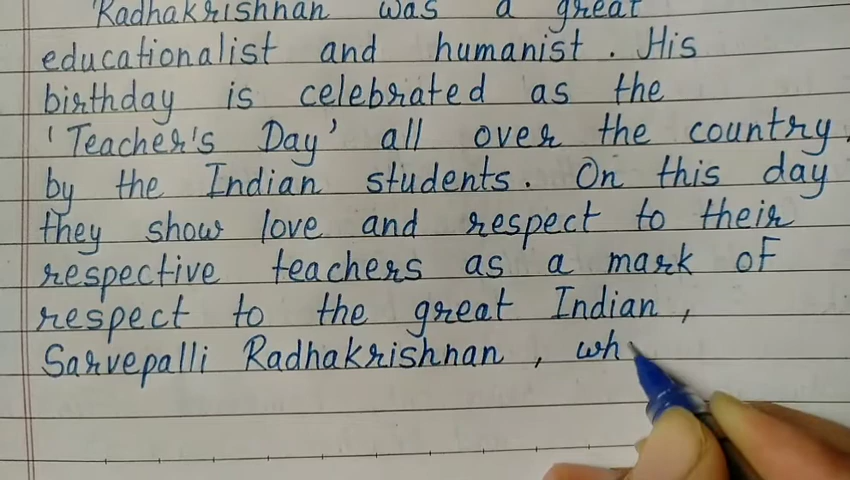 Radhakrishnan was a great
educationalist and humanist. His
birthday is celebrated as the
'Teacher's Day' all over the country
by the Indian students. On this day
they show love and respect to their
respective teachers as a mark of
respect to the great Indian,
Sarvepalli Radhakrishnan, wh